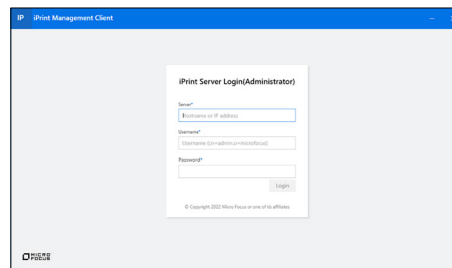 IP iPrint Management Client
iPrint Server Login(Administrator)
Server*
Hostname or IP address
Username*
Username (cn=admin,o=microfocus)
Password*
Login
© Copyright 2022 Micro Focus or one of its affiliates
MICRO
FOCUS